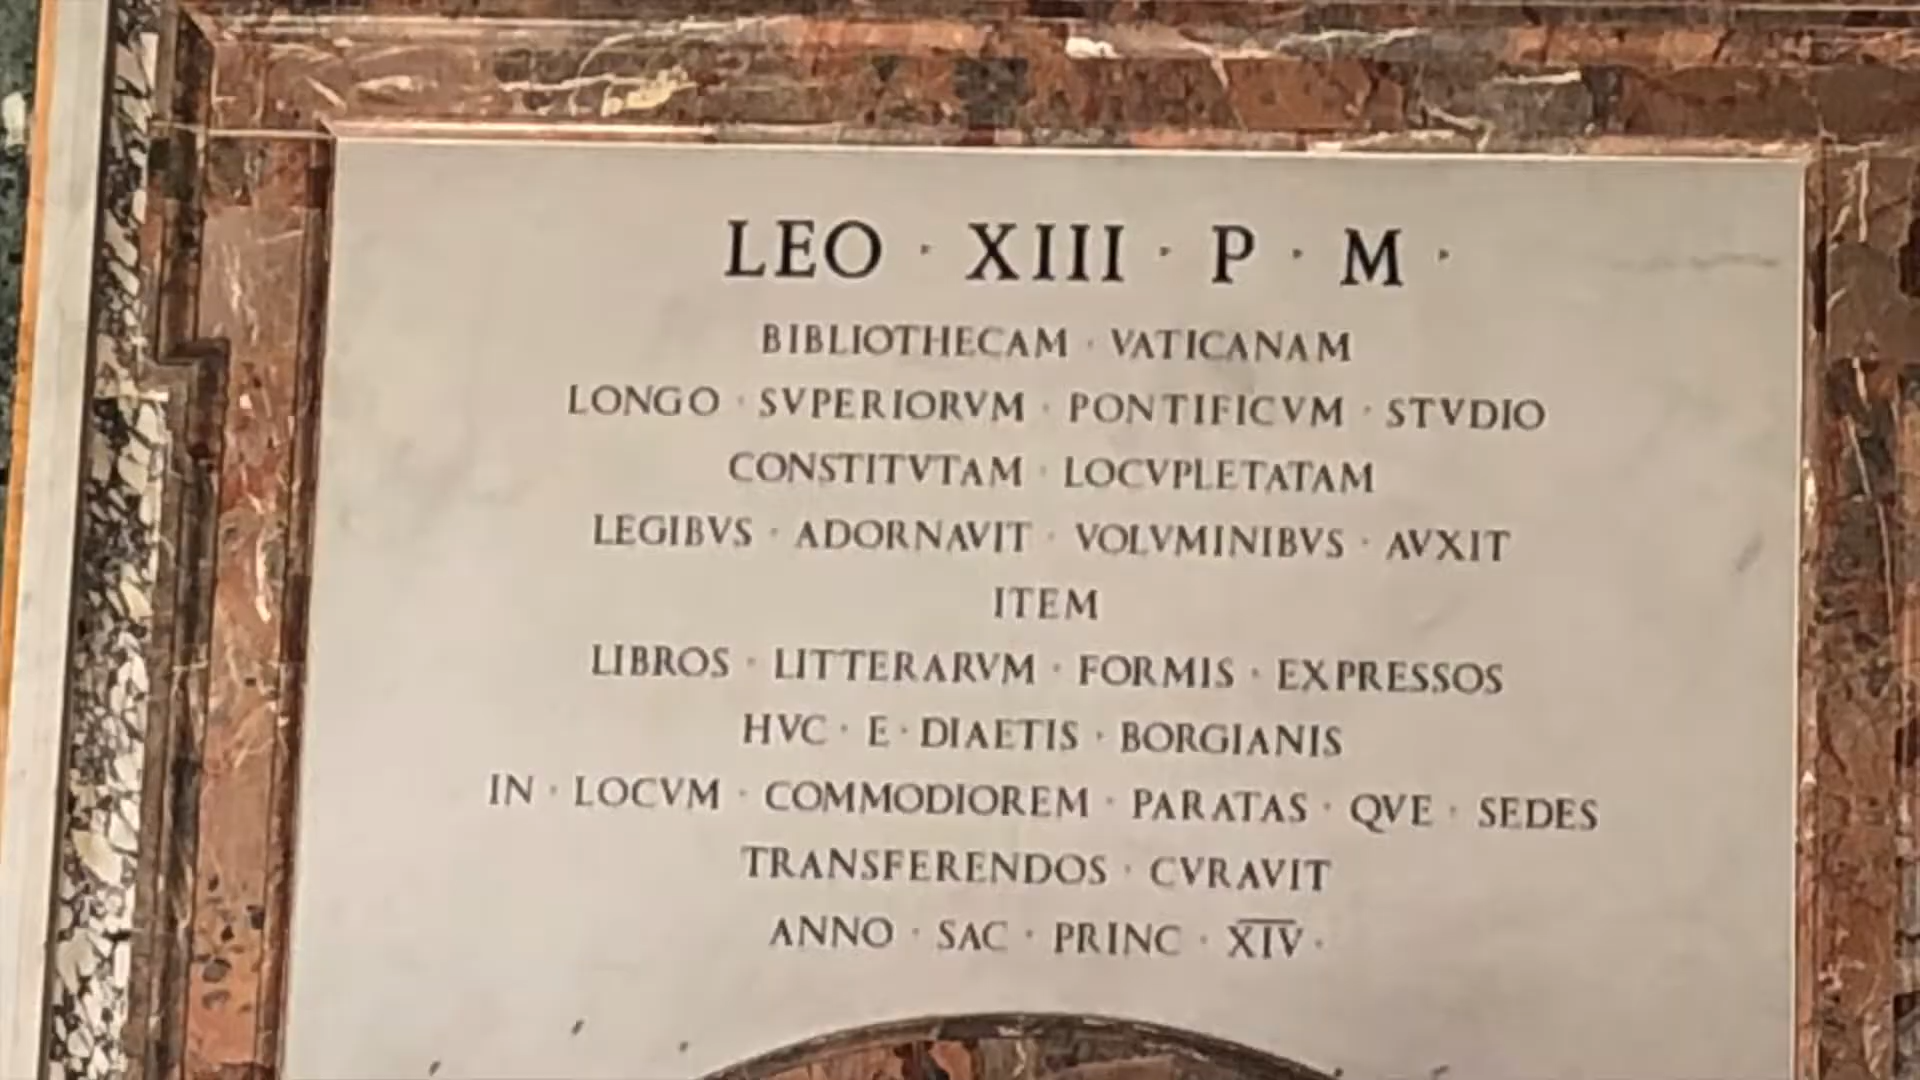 LEO · XIII · P · M ·
BIBLIOTHECAM · VATICANAM
LONGO · SVPERIORVM · PONTIFICVM · STVDIO
CONSTITVTAM · LOCVPLETATAM
LEGIBVS · ADORNAVIT · VOLVMINIBVS · AVXIT
ITEM
LIBROS · LITTERARVM · FORMIS · EXPRESSOS
HVC · E · DIAETIS · BORGIANIS
IN · LOCVM · COMMODIOREM · PARATAS · QVE · SEDES
TRANSFERENDOS · CVRAVIT
ANNO · SAC · PRINC · X̅I̅V̅ ·